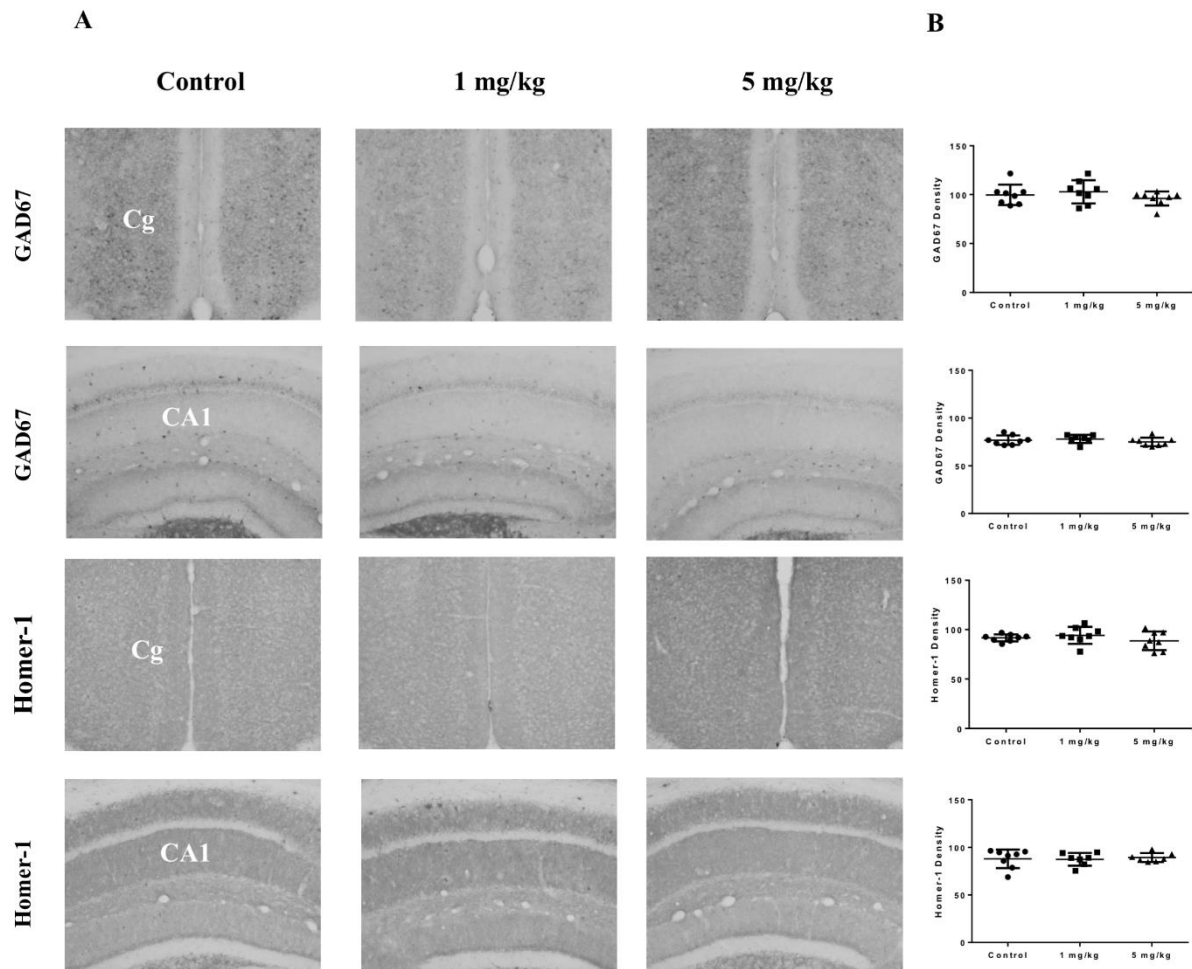 A
B
Control
1 mg/kg
5 mg/kg
GAD67
Cg
GAD67 Density
150
100
50
0
Control
1 mg/kg
5 mg/kg
GAD67
CA1
GAD67 Density
150
100
50
0
Control
1 mg/kg
5 mg/kg
Homer-1
Cg
Homer-1 Density
150
100
50
0
Control
1 mg/kg
5 mg/kg
Homer-1
CA1
Homer-1 Density
150
100
50
0
Control
1 mg/kg
5 mg/kg